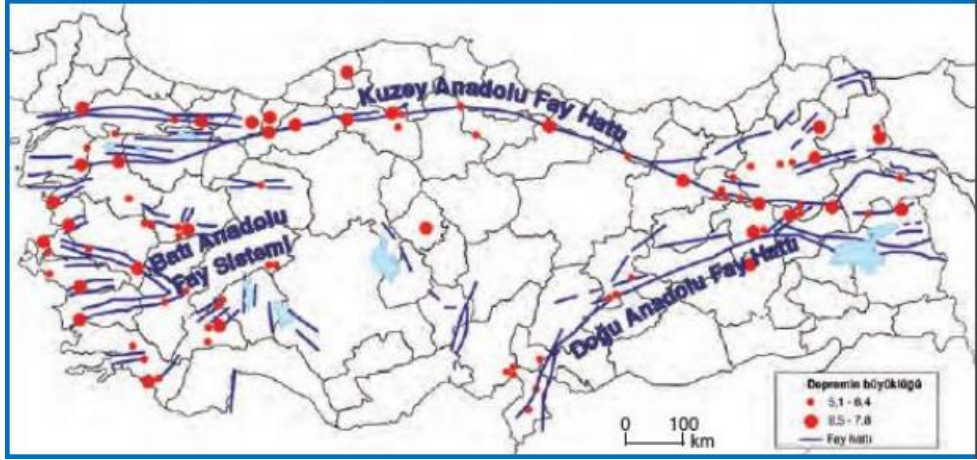 Kuzey Anadolu Fay Hattı
Batı Anadolu
Fay Sistemi
Doğu Anadolu Fay Hattı
0 100
km
Depremin büyüklüğü
5,1 - 6,4
6,5 - 7,8
Fay hattı